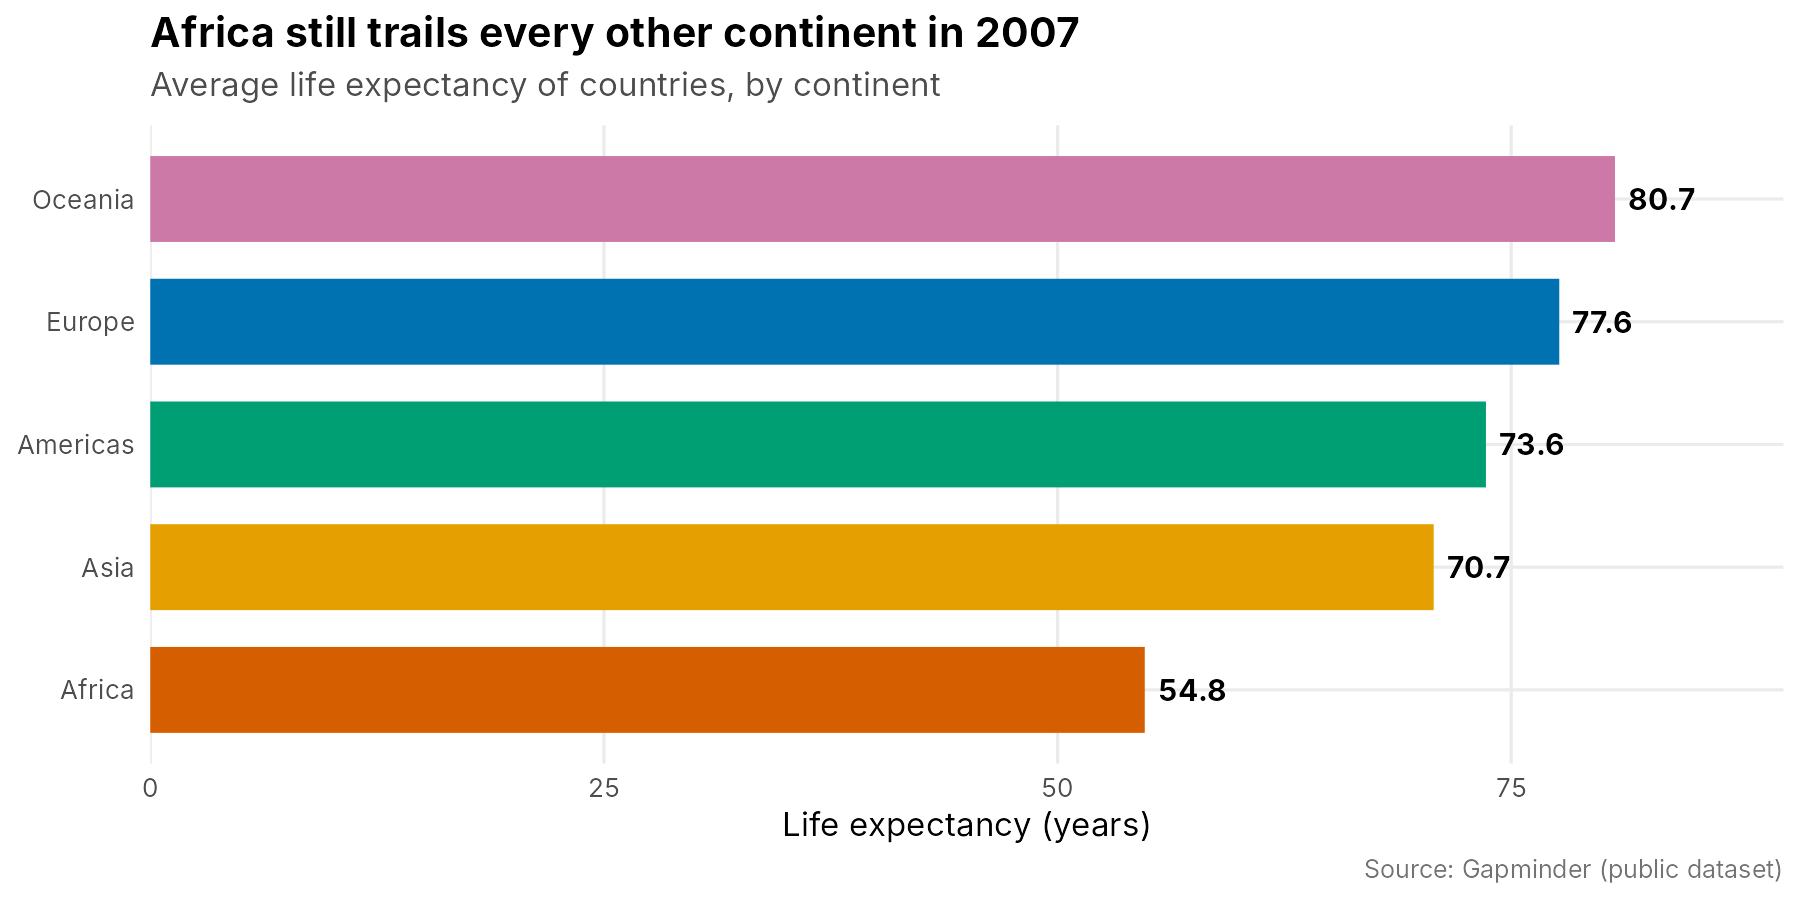 Africa still trails every other continent in 2007
Average life expectancy of countries, by continent
Oceania 80.7
Europe 77.6
Americas 73.6
Asia 70.7
Africa 54.8
0 25 50 75
Life expectancy (years)
Source: Gapminder (public dataset)